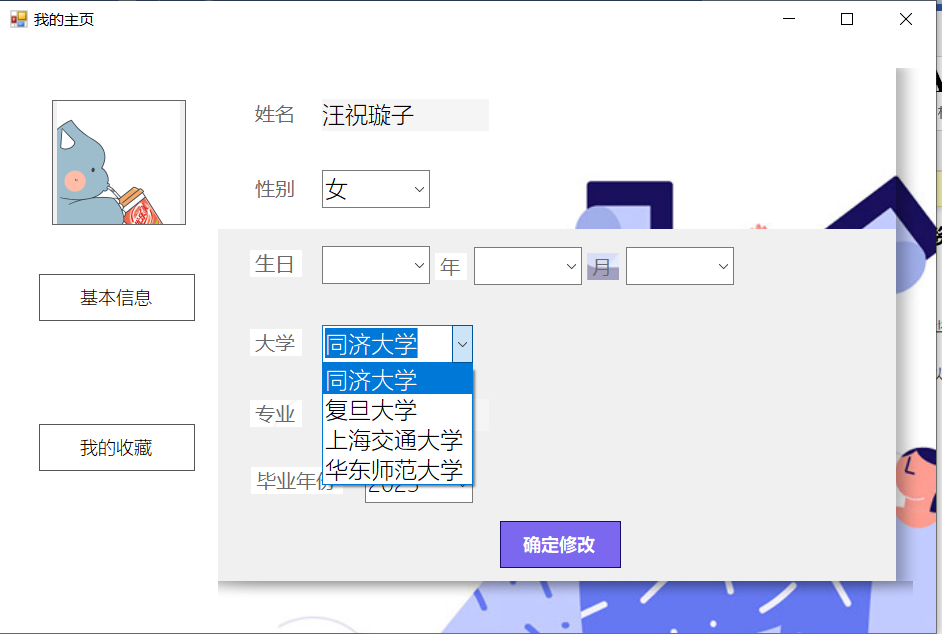 我的主页
姓名 汪祝璇子
性别 女
生日 年 月
基本信息
大学 同济大学
同济大学
复旦大学
专业
上海交通大学
我的收藏
华东师范大学
毕业年份 2025
确定修改